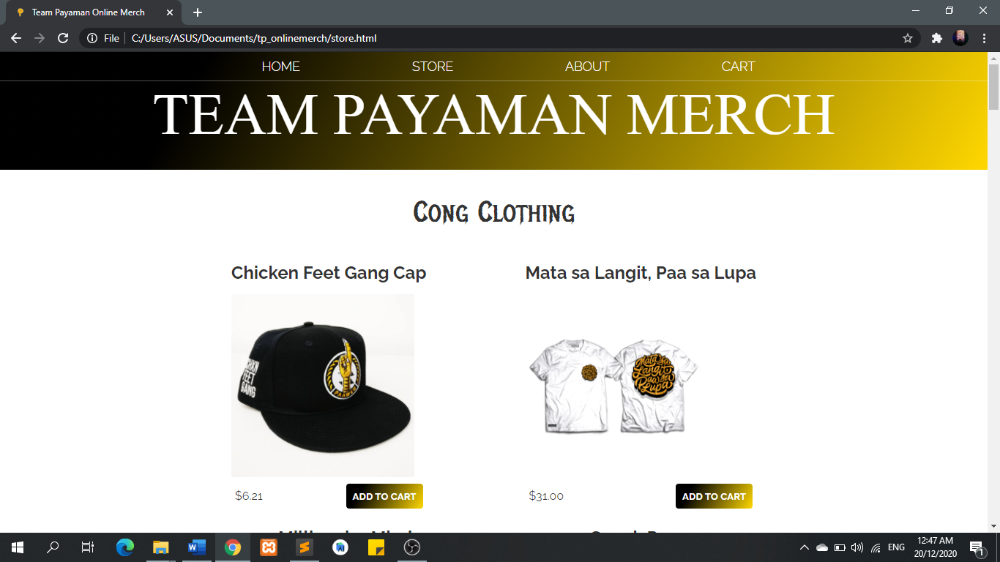 Team Payaman Online Merch
File C:/Users/ASUS/Documents/tp_onlinemerch/store.html
HOME STORE ABOUT CART
TEAM PAYAMAN MERCH
Cong Clothing
Chicken Feet Gang Cap
Mata sa Langit, Paa sa Lupa
FEET
GANG
Mata sa
Langit
Paa sa
Lupa
$6.21 ADD TO CART
$31.00 ADD TO CART
ENG
12:47 AM
20/12/2020
1